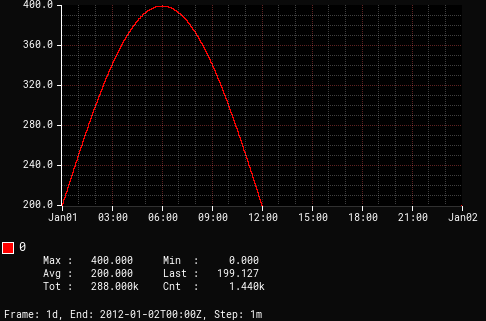 400.0
360.0
320.0
280.0
240.0
200.0
Jan01 03:00 06:00 09:00 12:00 15:00 18:00 21:00 Jan02
0
Max : 400.000 Min : 0.000
Avg : 200.000 Last : 199.127
Tot : 288.000k Cnt : 1.440k
Frame: 1d, End: 2012-01-02T00:00Z, Step: 1m